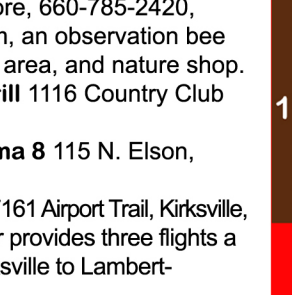 ore, 660-785-2420,
, an observation bee
area, and nature shop.
ill 1116 Country Club
ma 8 115 N. Elson,
161 Airport Trail, Kirksville,
r provides three flights a
sville to Lambert-
1